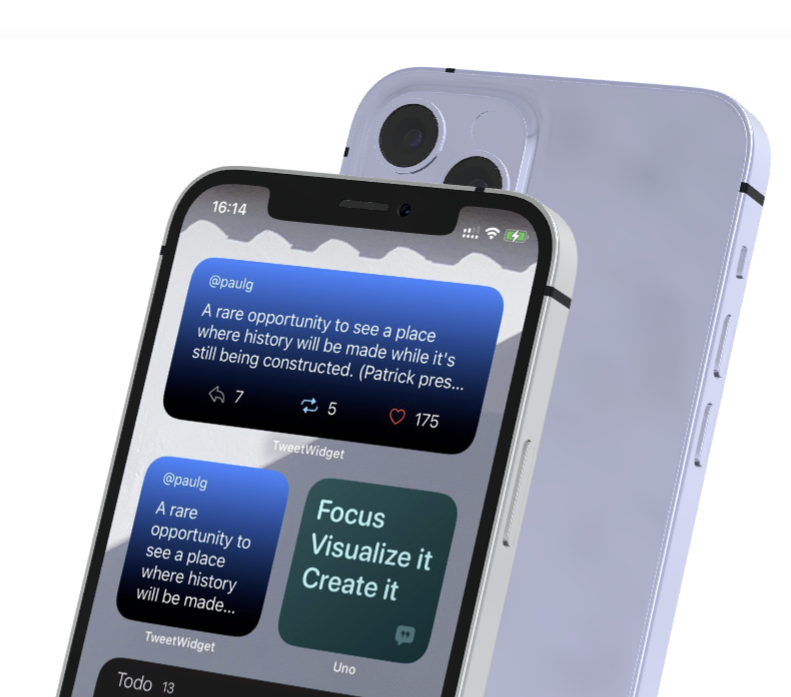 16:14
@paulg
A rare opportunity to see a place
where history will be made while it's
still being constructed. (Patrick pres...
7 5 175
TweetWidget
@paulg
A rare
opportunity to
see a place
where history
will be made...
TweetWidget
Focus
Visualize it
Create it
Uno
Todo 13